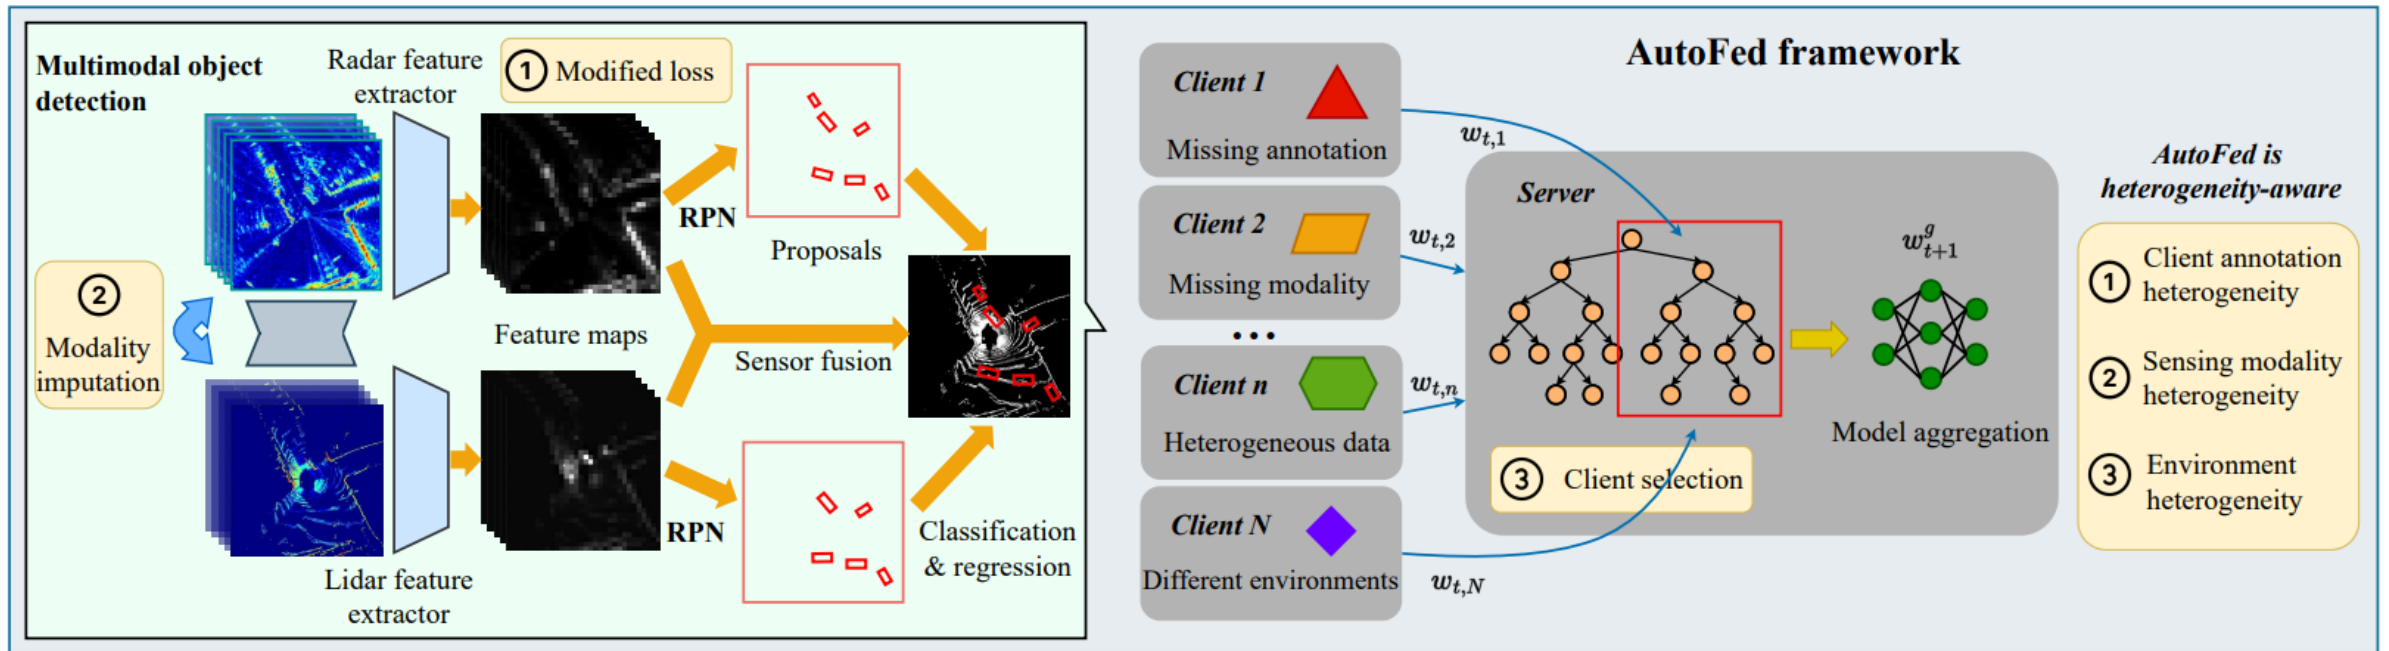 Multimodal object
detection
Radar feature
extractor
1 Modified loss
RPN
Proposals
2
Modality
imputation
Feature maps
Sensor fusion
RPN
Classification
& regression
Lidar feature
extractor
AutoFed framework
Client 1
Missing annotation
Client 2
Missing modality
...
Client n
Heterogeneous data
Client N
Different environments
w_{t,1}
w_{t,2}
w_{t,n}
w_{t,N}
Server
3 Client selection
w^g_{t+1}
Model aggregation
AutoFed is
heterogeneity-aware
1 Client annotation
heterogeneity
2 Sensing modality
heterogeneity
3 Environment
heterogeneity